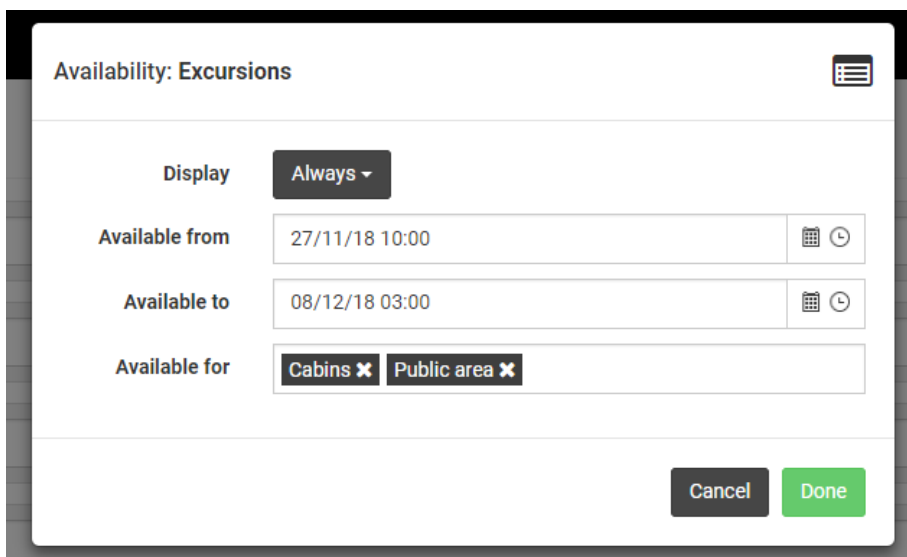 Availability: Excursions
Display Always
Available from 27/11/18 10:00
Available to 08/12/18 03:00
Available for Cabins Public area
Cancel Done